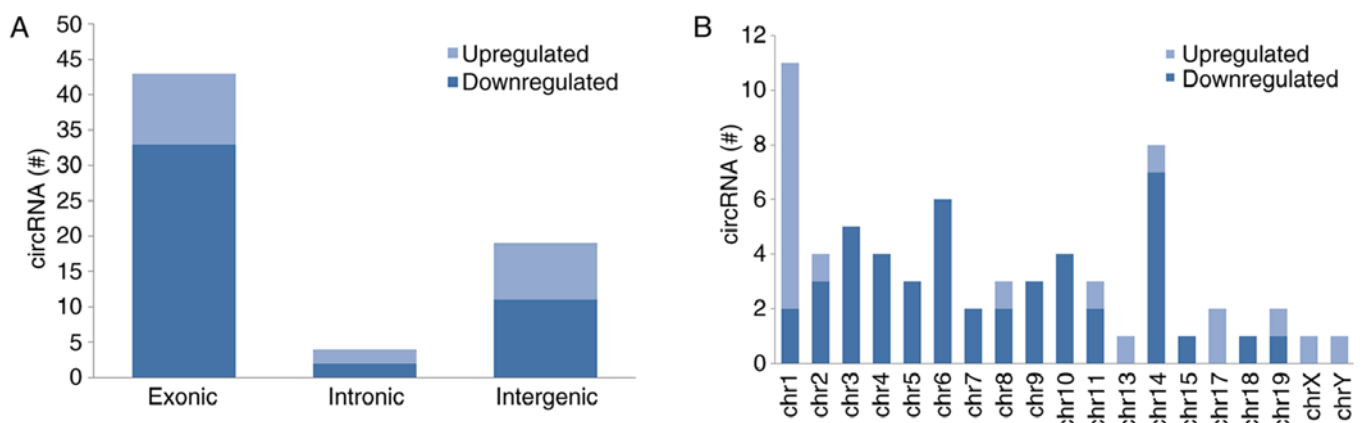 A
circRNA (#)
50
45
40
35
30
25
20
15
10
5
0
Upregulated
Downregulated
Exonic Intronic Intergenic
B
circRNA (#)
12
10
8
6
4
2
0
Upregulated
Downregulated
chr1 chr2 chr3 chr4 chr5 chr6 chr7 chr8 chr9 chr10 chr11 chr13 chr14 chr15 chr17 chr18 chr19 chrX chrY